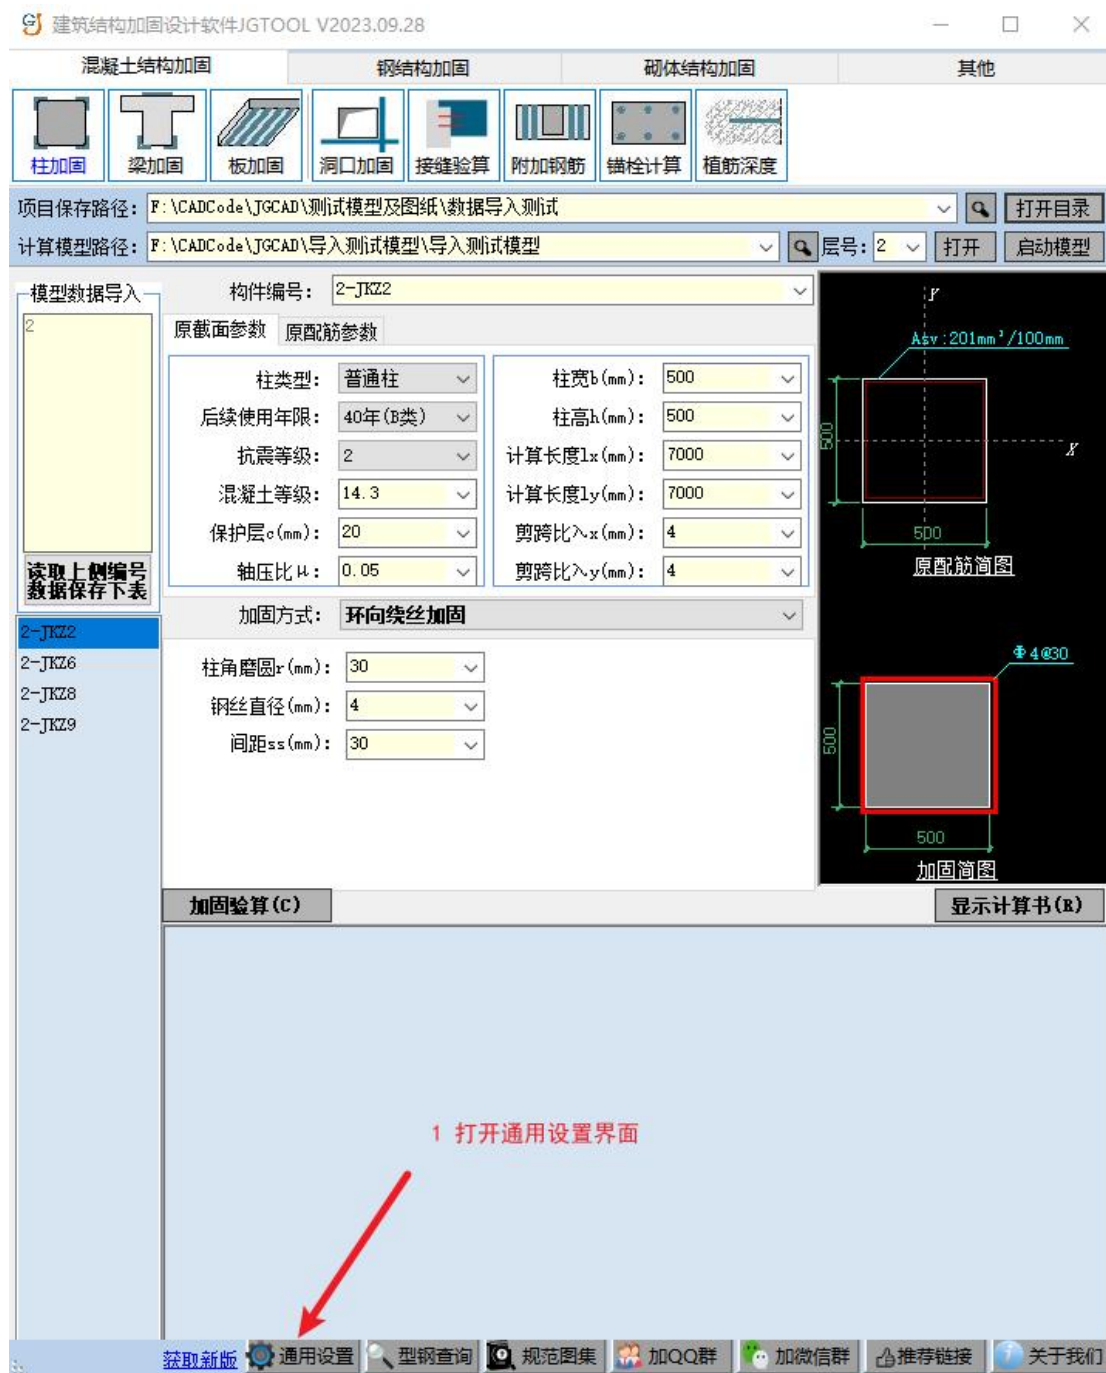 建筑结构加固设计软件JGTOOL V2023.09.28
混凝土结构加固 钢结构加固 砌体结构加固 其他
柱加固 梁加固 板加固 洞口加固 接缝验算 附加钢筋 锚栓计算 植筋深度
项目保存路径: F:\CADCode\JGCAD\测试模型及图纸\数据导入测试 打开目录
计算模型路径: F:\CADCode\JGCAD\导入测试模型\导入测试模型 层号: 2 打开 启动模型
模型数据导入
2
读取上侧编号
数据保存下表
2-JKZ2
2-JKZ6
2-JKZ8
2-JKZ9
构件编号: 2-JKZ2
原截面参数 原配筋参数
柱类型: 普通柱 柱宽b(mm): 500
后续使用年限: 40年(B类) 柱高h(mm): 500
抗震等级: 2 计算长度lx(mm): 7000
混凝土等级: 14.3 计算长度ly(mm): 7000
保护层c(mm): 20 剪跨比入x(mm): 4
轴压比μ: 0.05 剪跨比入y(mm): 4
加固方式: 环向绕丝加固
柱角磨圆r(mm): 30
钢丝直径(mm): 4
间距ss(mm): 30
Y
Asv:201mm²/100mm
500
X
500
原配筋简图
Φ4@30
500
500
加固简图
加固验算(C) 显示计算书(R)
1 打开通用设置界面
获取新版 通用设置 型钢查询 规范图集 加QQ群 加微信群 推荐链接 关于我们